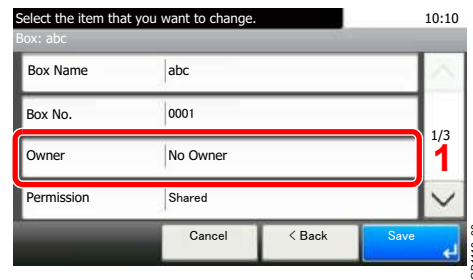 Select the item that you want to change. 10:10
Box: abc
Box Name abc
Box No. 0001
1/3
Owner No Owner 1
Permission Shared
Cancel < Back Save